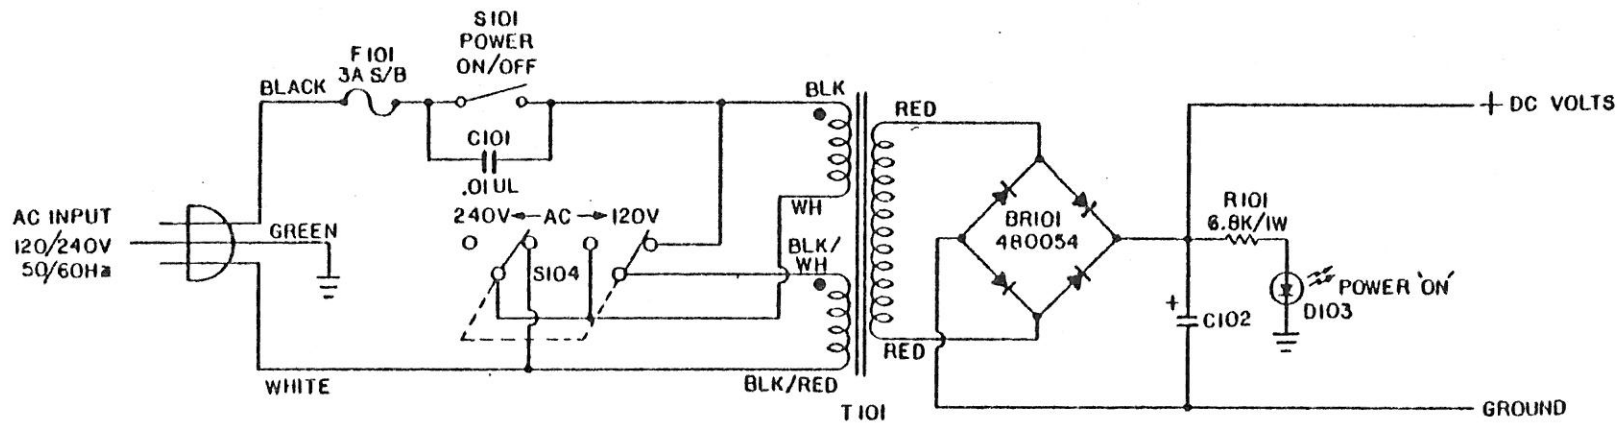 S101
POWER
ON/OFF
F101
3A S/B
BLACK
BLK
RED
+ DC VOLTS
C101
.01UL
R101
6.8K/1W
AC INPUT
120/240V
50/60Hz
GREEN
240V ← AC → 120V
WH
BLK/
WH
S104
BR101
480054
POWER 'ON'
D103
+
C102
RED
WHITE
BLK/RED
T101
GROUND